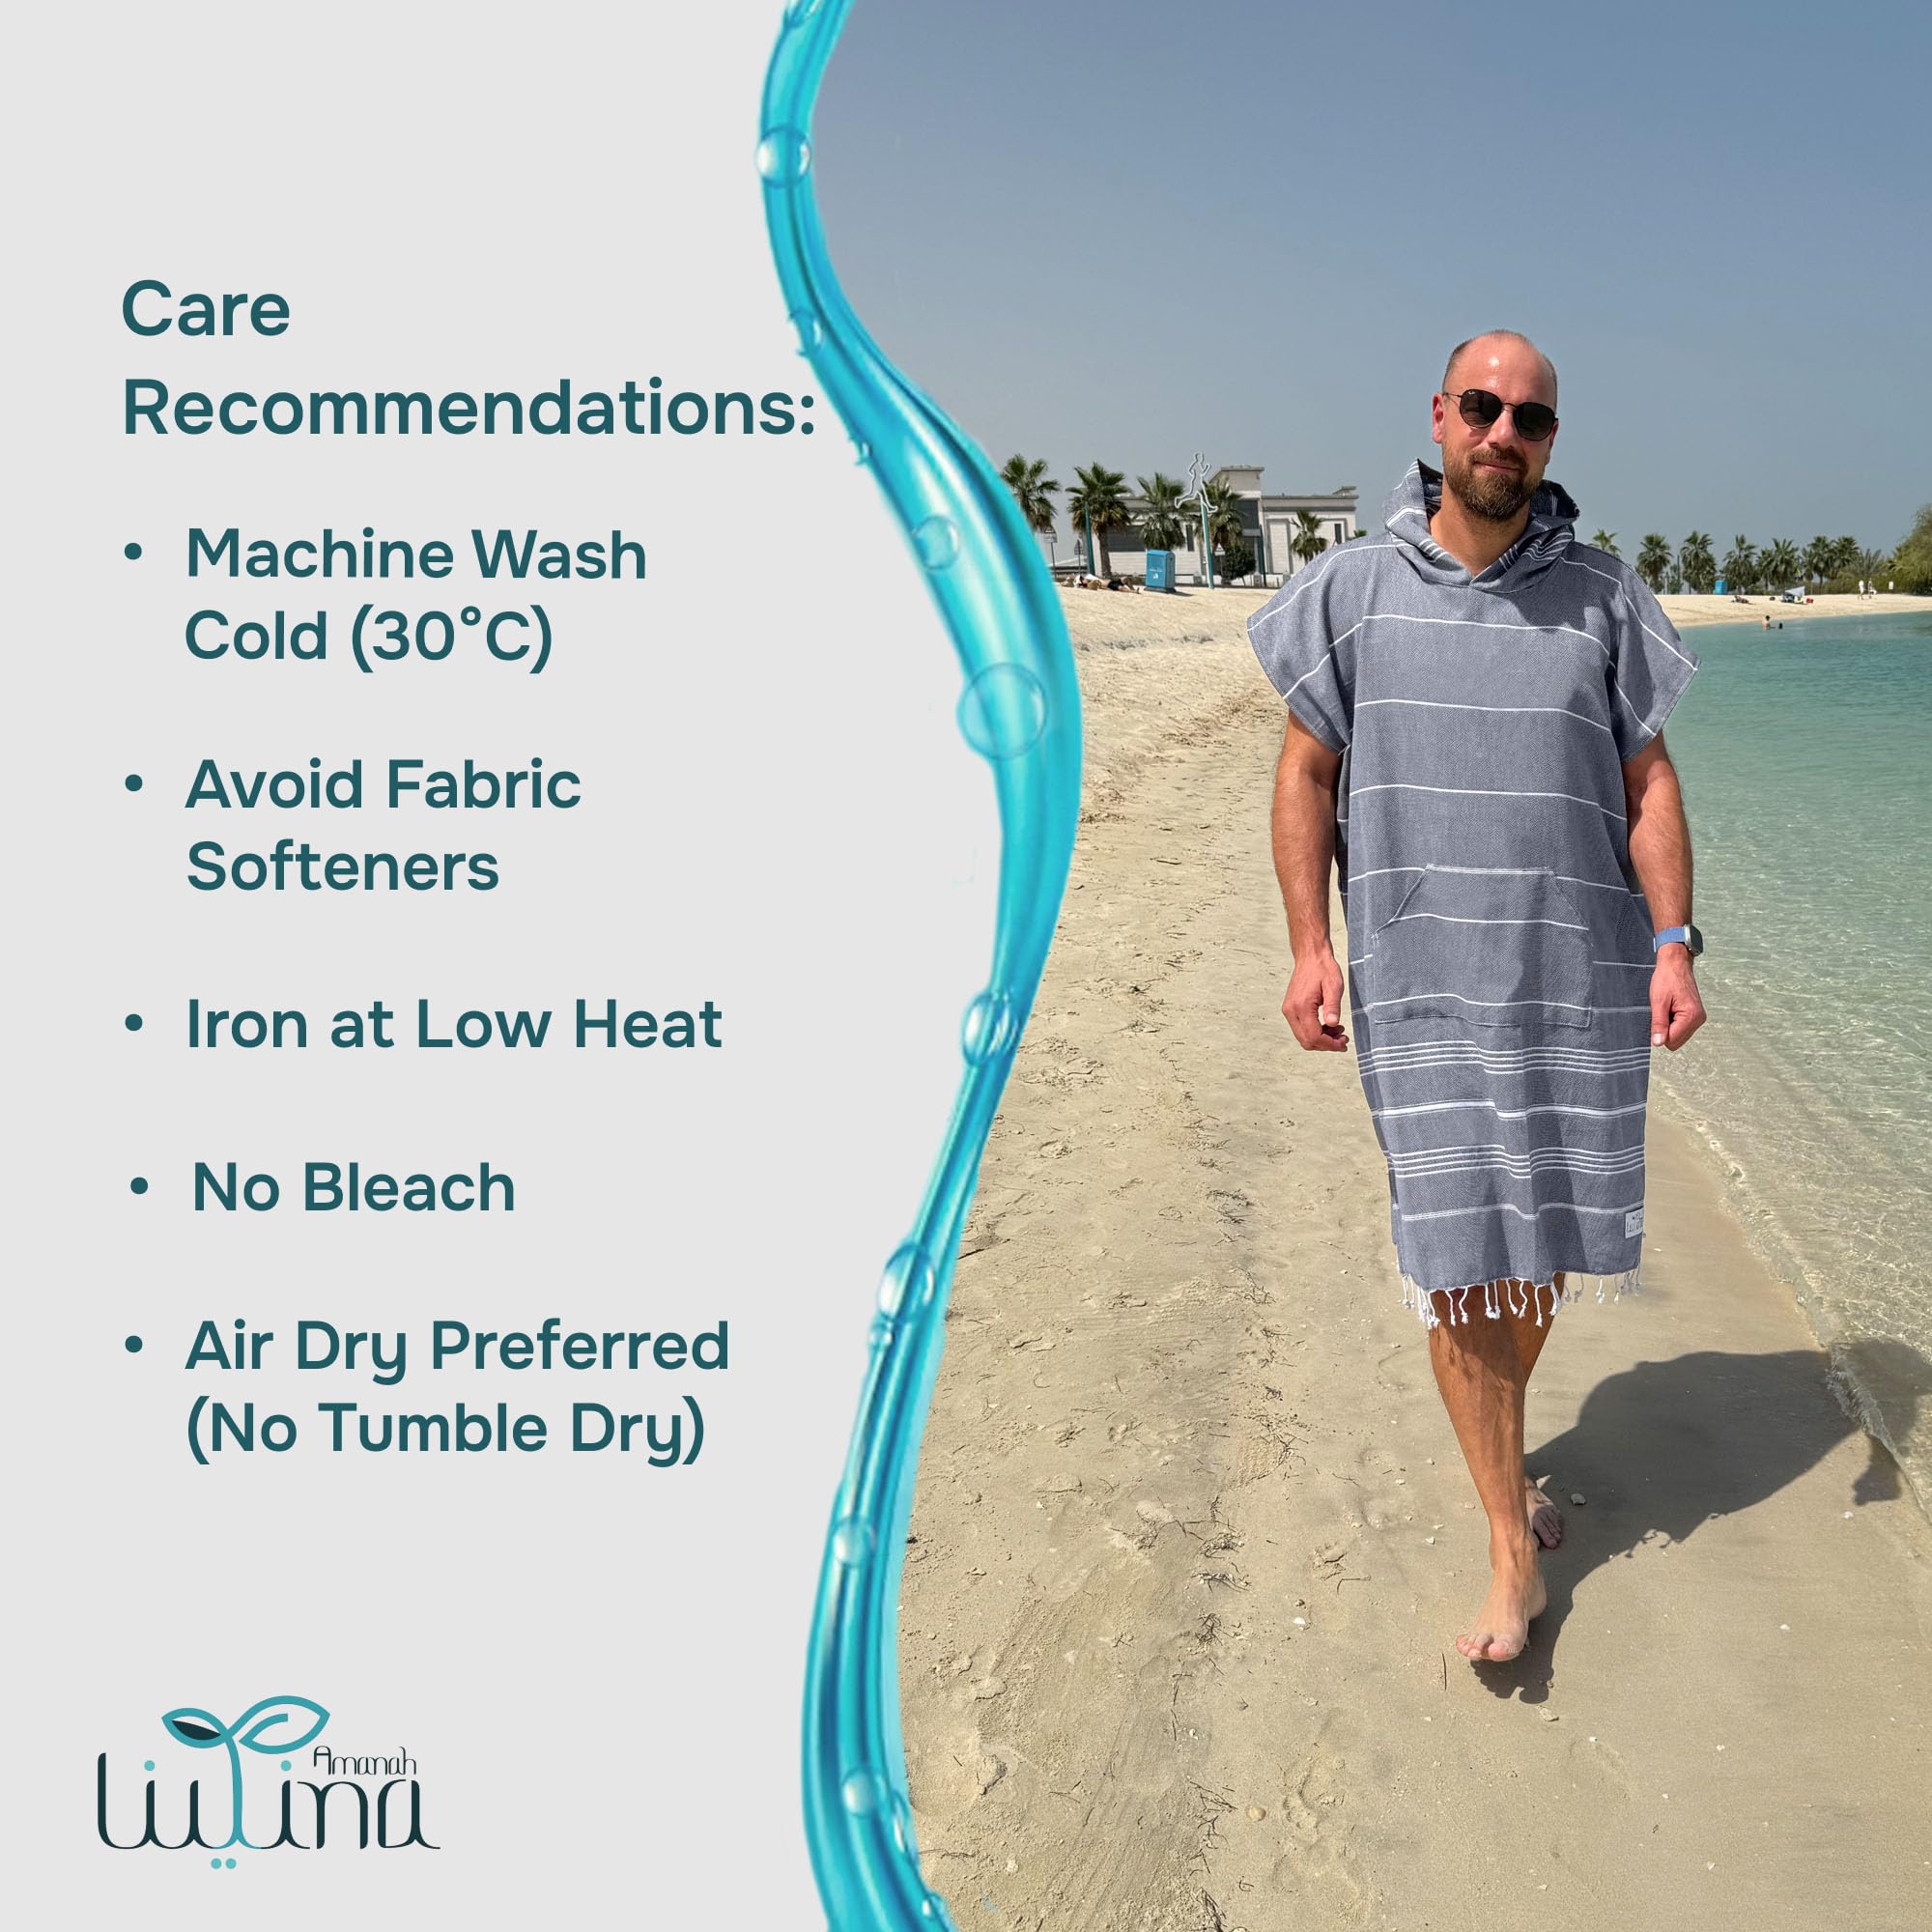 Care
Recommendations:
• Machine Wash
Cold (30°C)
• Avoid Fabric
Softeners
• Iron at Low Heat
• No Bleach
• Air Dry Preferred
(No Tumble Dry)
Amanah